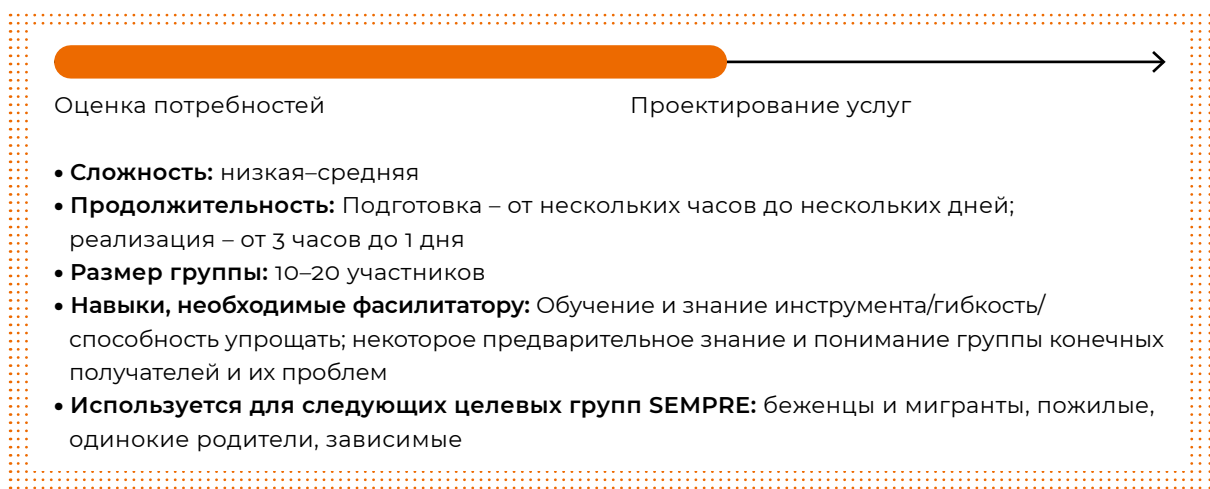 Оценка потребностей Проектирование услуг
• Сложность: низкая–средняя
• Продолжительность: Подготовка – от нескольких часов до нескольких дней;
реализация – от 3 часов до 1 дня
• Размер группы: 10–20 участников
• Навыки, необходимые фасилитатору: Обучение и знание инструмента/гибкость/
способность упрощать; некоторое предварительное знание и понимание группы конечных
получателей и их проблем
• Используется для следующих целевых групп SEMPRE: беженцы и мигранты, пожилые,
одинокие родители, зависимые